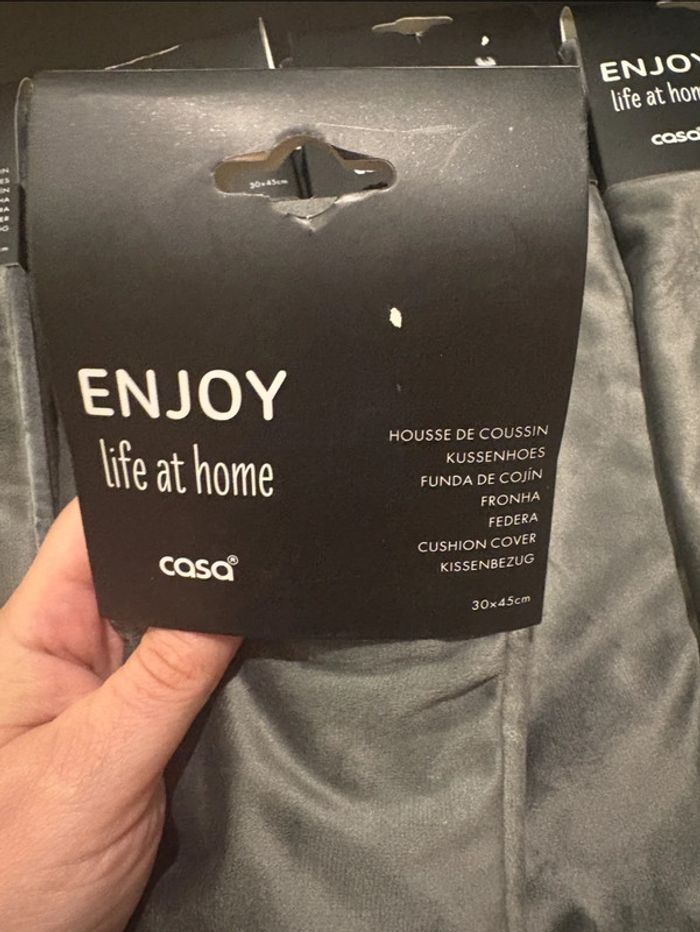 ENJOY
life at home
casa®
HOUSSE DE COUSSIN
KUSSENHOES
FUNDA DE COJÍN
FRONHA
FEDERA
CUSHION COVER
KISSENBEZUG
30x45cm
30x45cm
ENJOY
life at hom
casa